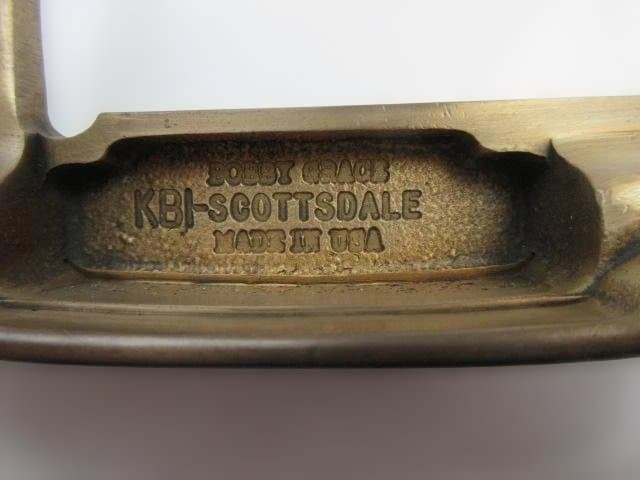 BOBBY GRACE
KBI-SCOTTSDALE
MADE IN USA